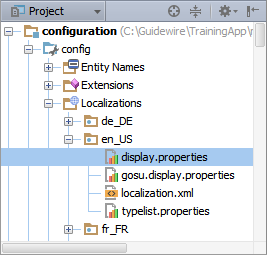 Project
configuration (C:\Guidewire\TrainingApp\
config
Entity Names
Extensions
Localizations
de_DE
en_US
display.properties
gosu.display.properties
localization.xml
typelist.properties
fr_FR